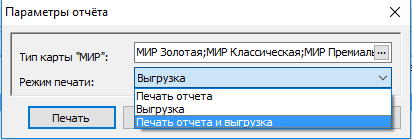 Параметры отчёта
Тип карты "МИР": МИР Золотая;МИР Классическая;МИР Премиаль ...
Режим печати: Выгрузка
Печать отчета
Выгрузка
Печать отчета и выгрузка
Печать